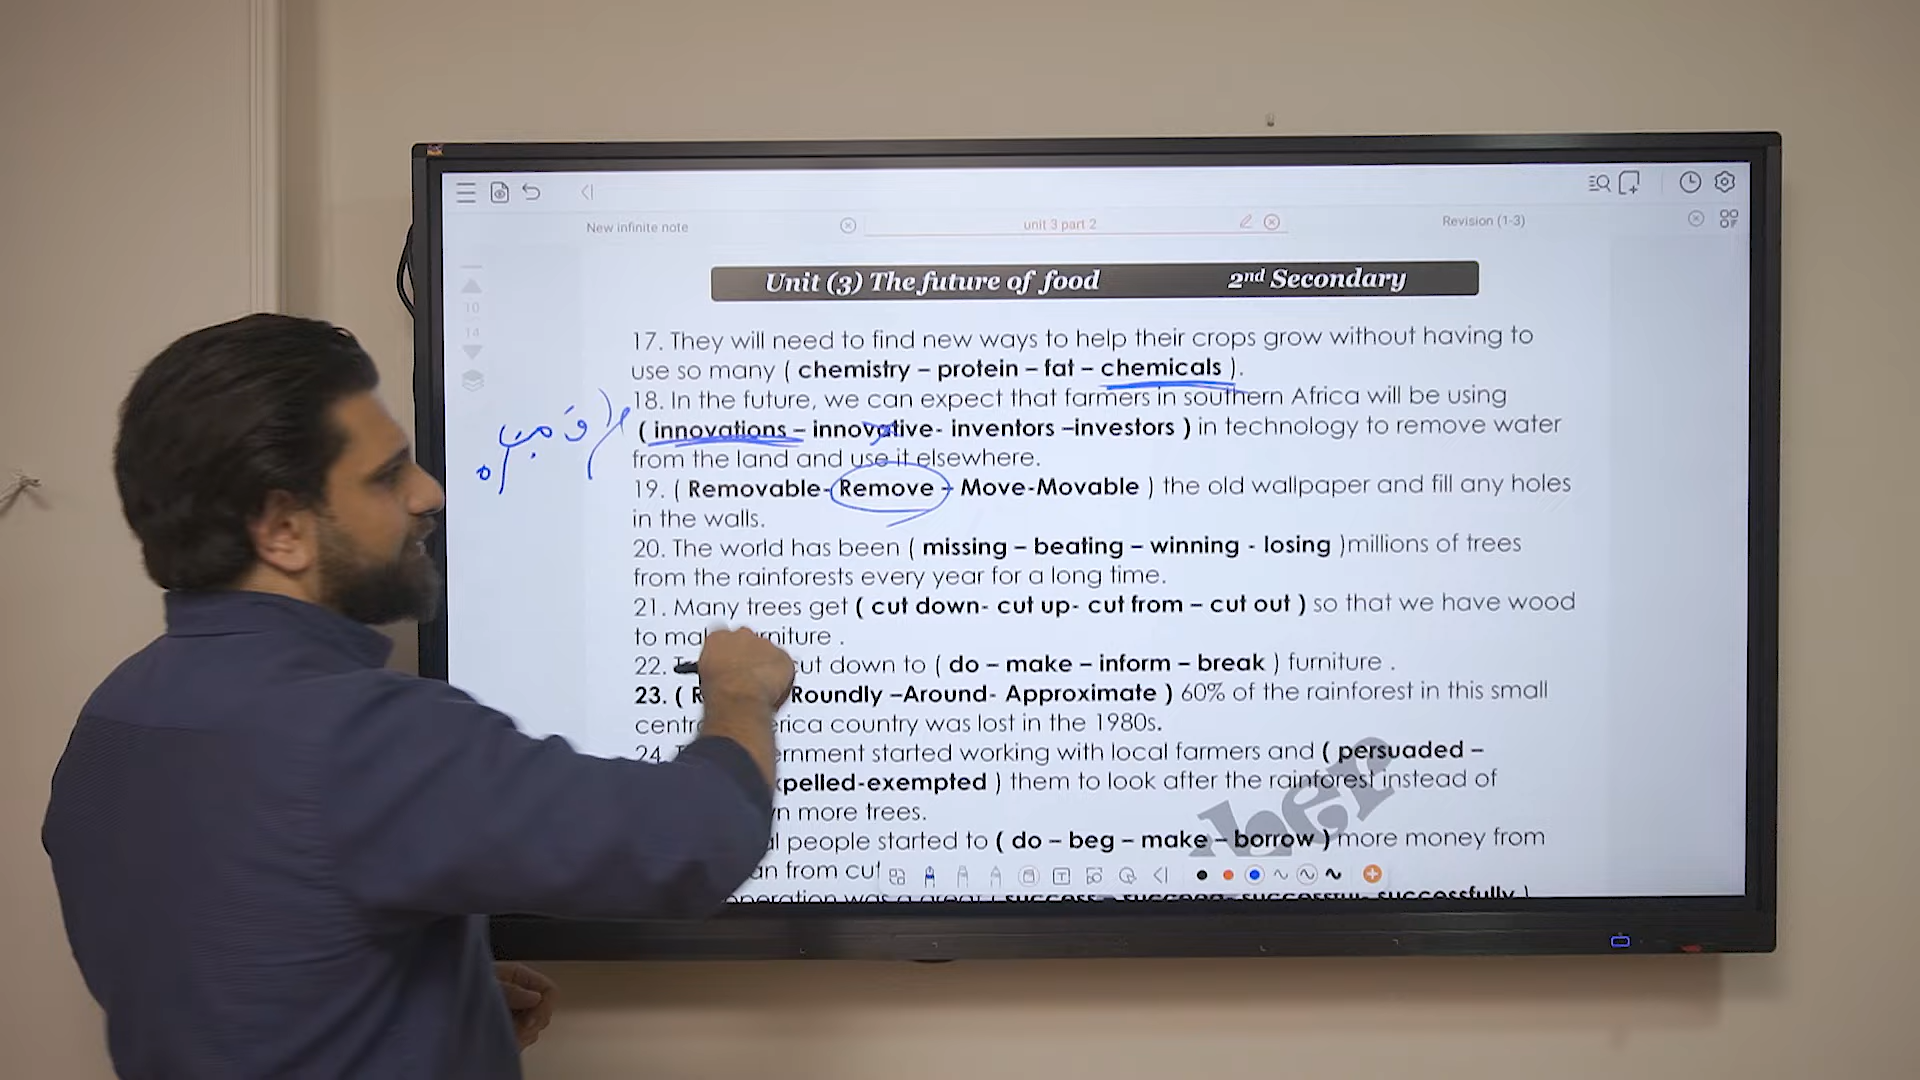 New infinite note
unit 3 part 2
Revision (1-3)
10
14
Unit (3) The future of food 2nd Secondary
17. They will need to find new ways to help their crops grow without having to
use so many ( chemistry – protein – fat – chemicals ).
18. In the future, we can expect that farmers in southern Africa will be using
( innovations – innovative- inventors –investors ) in technology to remove water
from the land and use it elsewhere.
19. ( Removable- Remove – Move-Movable ) the old wallpaper and fill any holes
in the walls.
20. The world has been ( missing – beating – winning - losing )millions of trees
from the rainforests every year for a long time.
21. Many trees get ( cut down- cut up- cut from – cut out ) so that we have wood
to furniture .
22. cut down to ( do – make – inform – break ) furniture .
23. ( Roundly –Around- Approximate ) 60% of the rainforest in this small
country was lost in the 1980s.
24. started working with local farmers and ( persuaded –
-exempted ) them to look after the rainforest instead of
more trees.
people started to ( do – beg – make – borrow ) more money from
from
was a great ( success – succeed- successful- successfully )